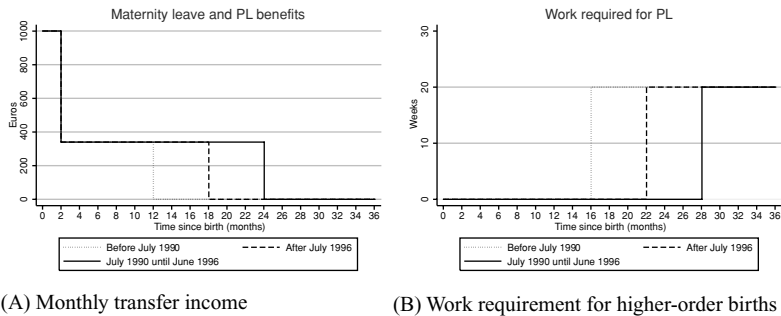 Maternity leave and PL benefits
Euros
1000
800
600
400
200
0
0 2 4 6 8 10 12 14 16 18 20 22 24 26 28 30 32 34 36
Time since birth (months)
Before July 1990
After July 1996
July 1990 until June 1996
(A) Monthly transfer income
Work required for PL
Weeks
30
20
10
0
0 2 4 6 8 10 12 14 16 18 20 22 24 26 28 30 32 34 36
Time since birth (months)
Before July 1990
After July 1996
July 1990 until June 1996
(B) Work requirement for higher-order births